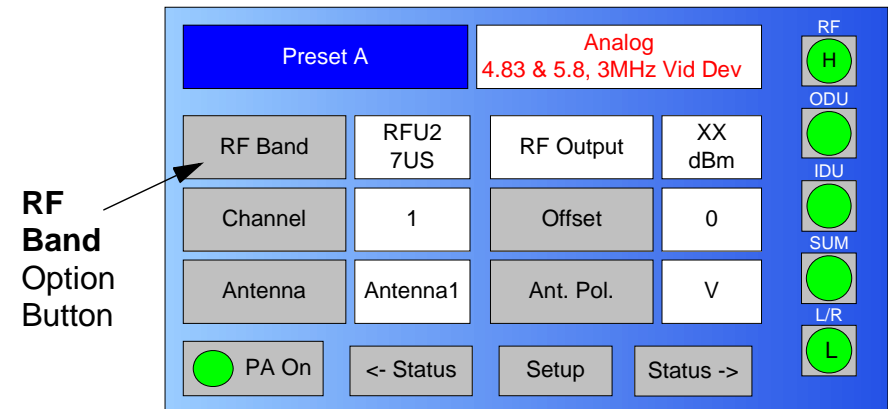 Preset A
Analog
4.83 & 5.8, 3MHz Vid Dev
RF
H
ODU
RF Band
RFU2
7US
RF Output
XX
dBm
IDU
RF
Band
Option
Button
Channel
1
Offset
0
SUM
Antenna
Antenna1
Ant. Pol.
V
L/R
L
PA On
<- Status
Setup
Status ->